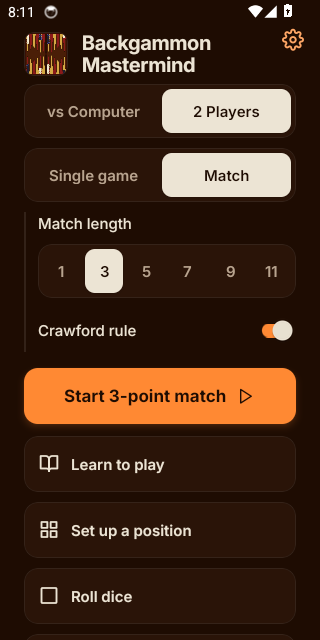 8:11
Backgammon
Mastermind
vs Computer
2 Players
Single game
Match
Match length
1 3 5 7 9 11
Crawford rule
Start 3-point match
Learn to play
Set up a position
Roll dice